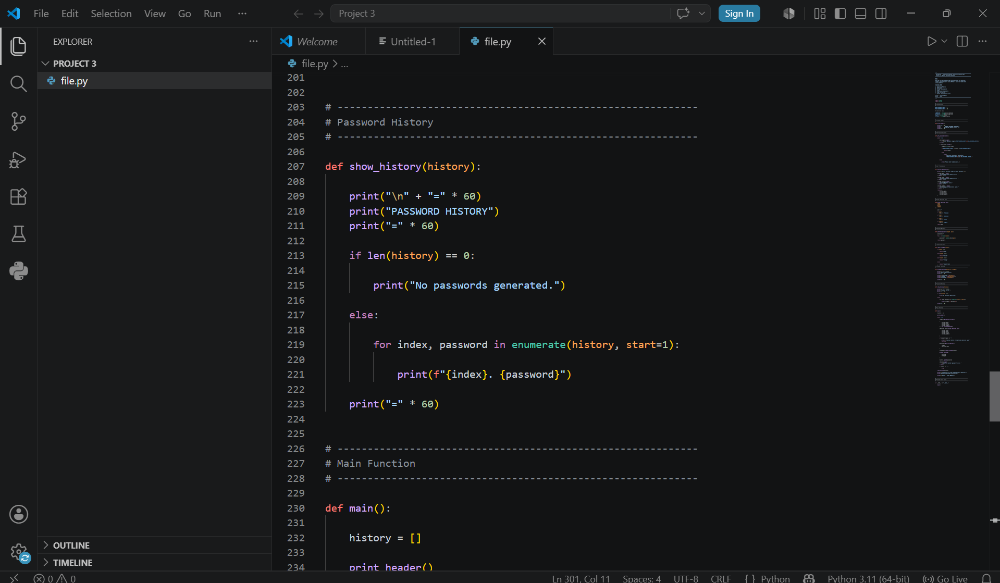 File Edit Selection View Go Run ··· Project 3 Sign In
EXPLORER ···
PROJECT 3
file.py
OUTLINE
TIMELINE
Welcome Untitled-1 file.py
file.py > ...
201
202
203 # ------------------------------------------------------------
204 # Password History
205 # ------------------------------------------------------------
206
207 def show_history(history):
208
209     print("\n" + "=" * 60)
210     print("PASSWORD HISTORY")
211     print("=" * 60)
212
213     if len(history) == 0:
214
215         print("No passwords generated.")
216
217     else:
218
219         for index, password in enumerate(history, start=1):
220
221             print(f"{index}. {password}")
222
223     print("=" * 60)
224
225
226 # ------------------------------------------------------------
227 # Main Function
228 # ------------------------------------------------------------
229
230 def main():
231
232     history = []
233
234     print_header()
0 0 Ln 301, Col 11 Spaces: 4 UTF-8 CRLF { } Python Python 3.11 (64-bit) Go Live